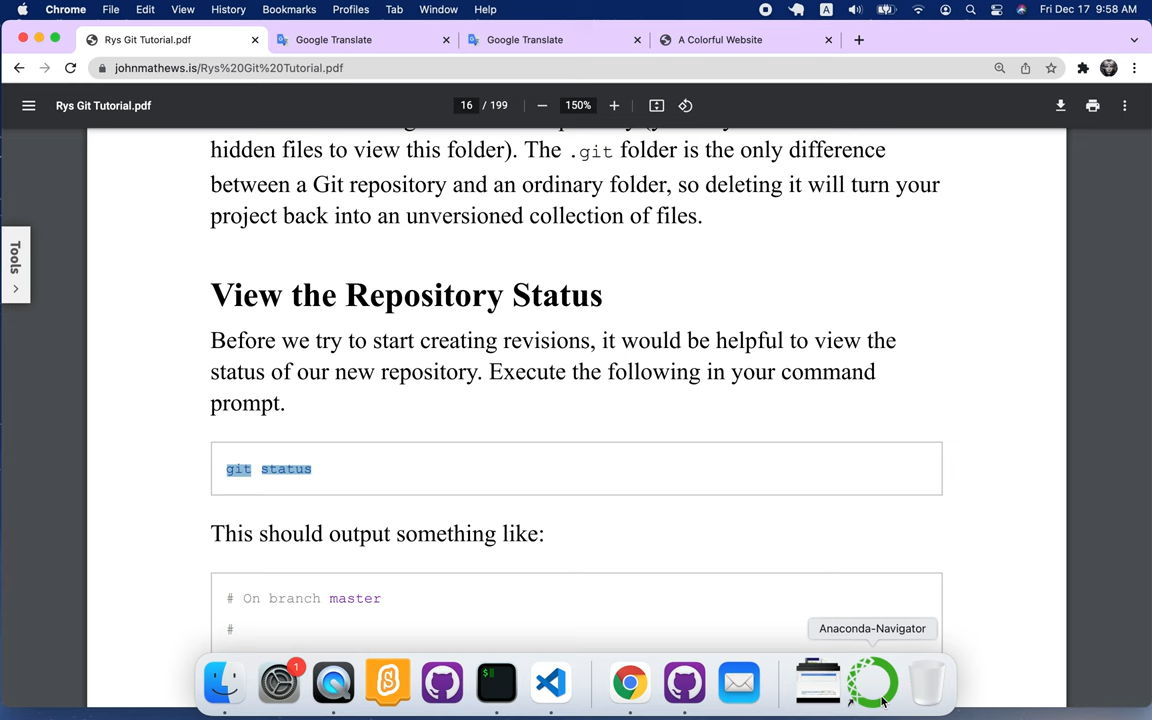 Chrome File Edit View History Bookmarks Profiles Tab Window Help A Fri Dec 17 9:58 AM
Rys Git Tutorial.pdf Google Translate Google Translate A Colorful Website
johnmathews.is/Rys%20Git%20Tutorial.pdf
Rys Git Tutorial.pdf 16 / 199 150%
hidden files to view this folder). The .git folder is the only difference
between a Git repository and an ordinary folder, so deleting it will turn your
project back into an unversioned collection of files.
Tools
View the Repository Status
Before we try to start creating revisions, it would be helpful to view the
status of our new repository. Execute the following in your command
prompt.
git status
This should output something like:
# On branch master
#
Anaconda-Navigator
1